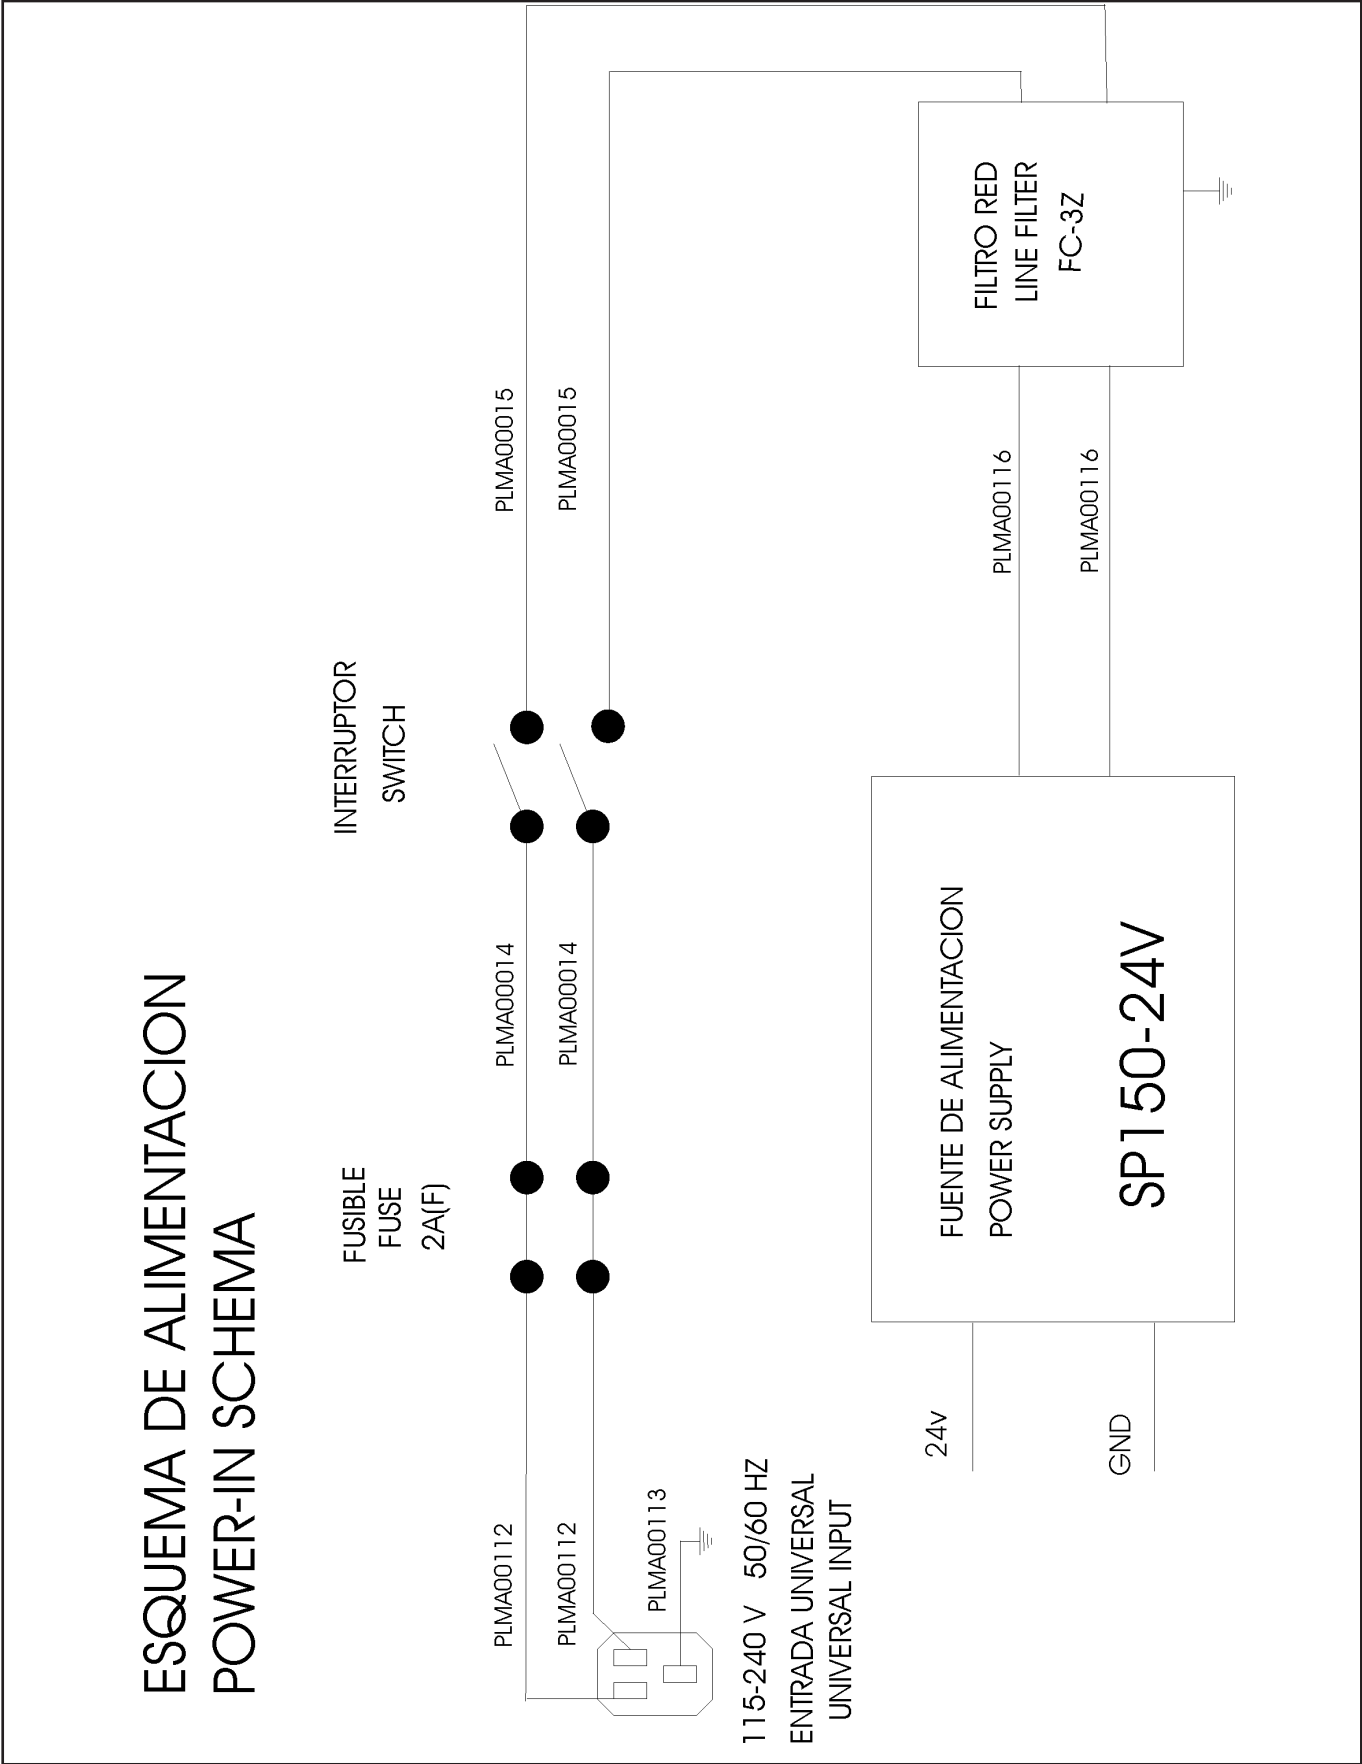 ESQUEMA DE ALIMENTACION
POWER-IN SCHEMA
FUSIBLE
FUSE
2A(F)
INTERRUPTOR
SWITCH
PLMA00112
PLMA00014
PLMA00015
PLMA00112
PLMA00014
PLMA00015
PLMA00113
115-240 V 50/60 HZ
ENTRADA UNIVERSAL
UNIVERSAL INPUT
24v
GND
FUENTE DE ALIMENTACION
POWER SUPPLY
SP150-24V
PLMA00116
PLMA00116
FILTRO RED
LINE FILTER
FC-3Z